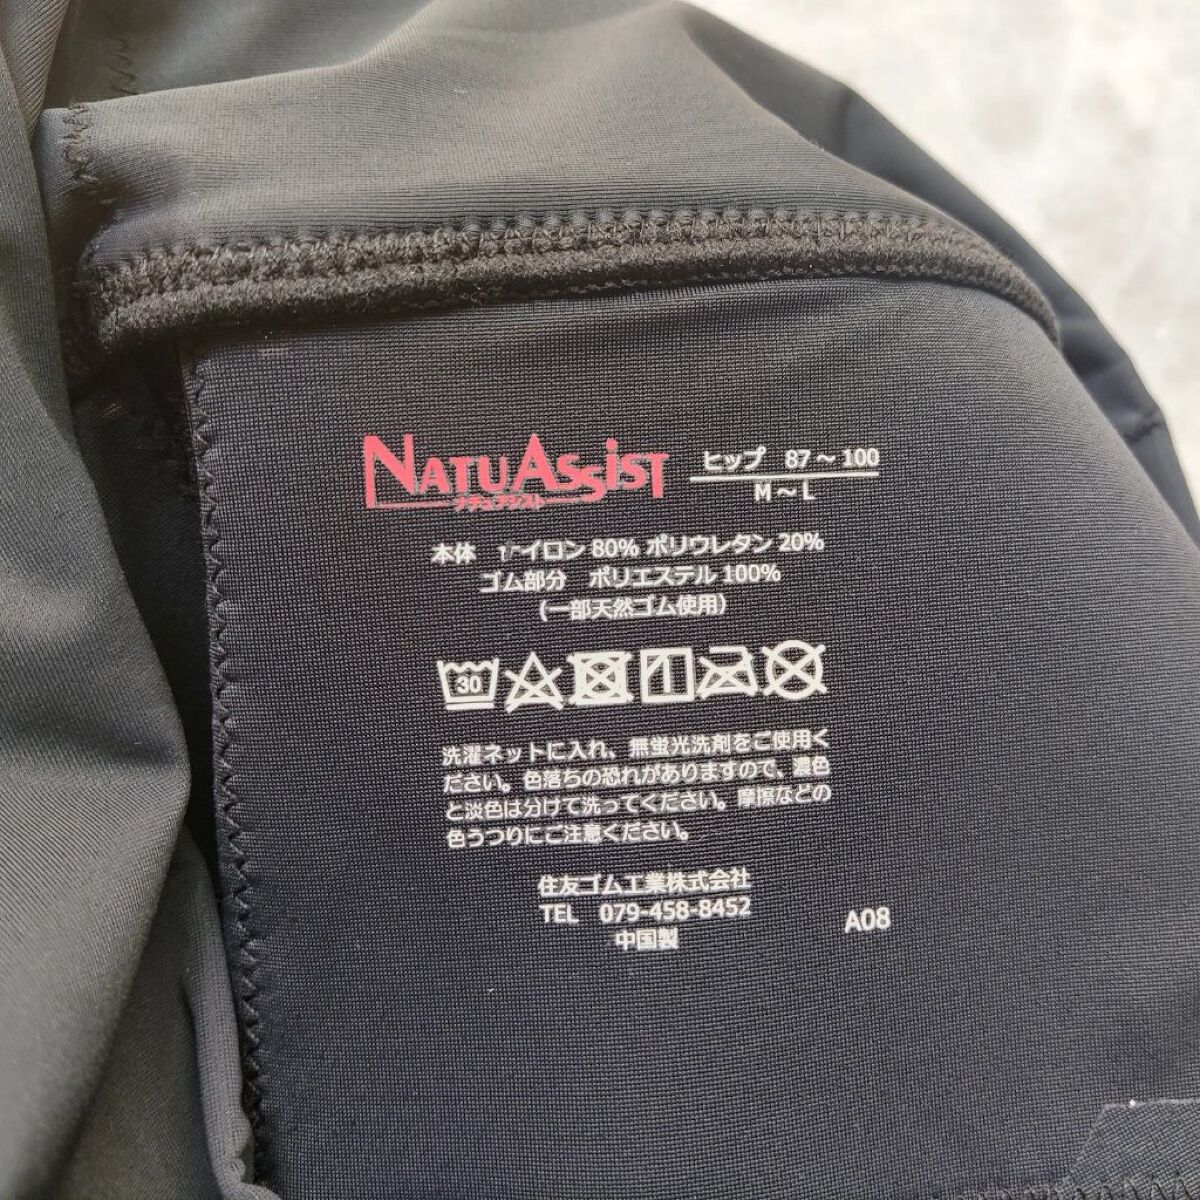 NATUASSIST
ナチュアシスト
ヒップ 87～100
M～L
本体 ナイロン 80% ポリウレタン 20%
ゴム部分 ポリエステル 100%
(一部天然ゴム使用)
30
洗濯ネットに入れ、無蛍光洗剤をご使用く
ださい。色落ちの恐れがありますので、濃色
と淡色は分けて洗ってください。摩擦などの
色うつりにご注意ください。
住友ゴム工業株式会社
TEL 079-458-8452
中国製
A08